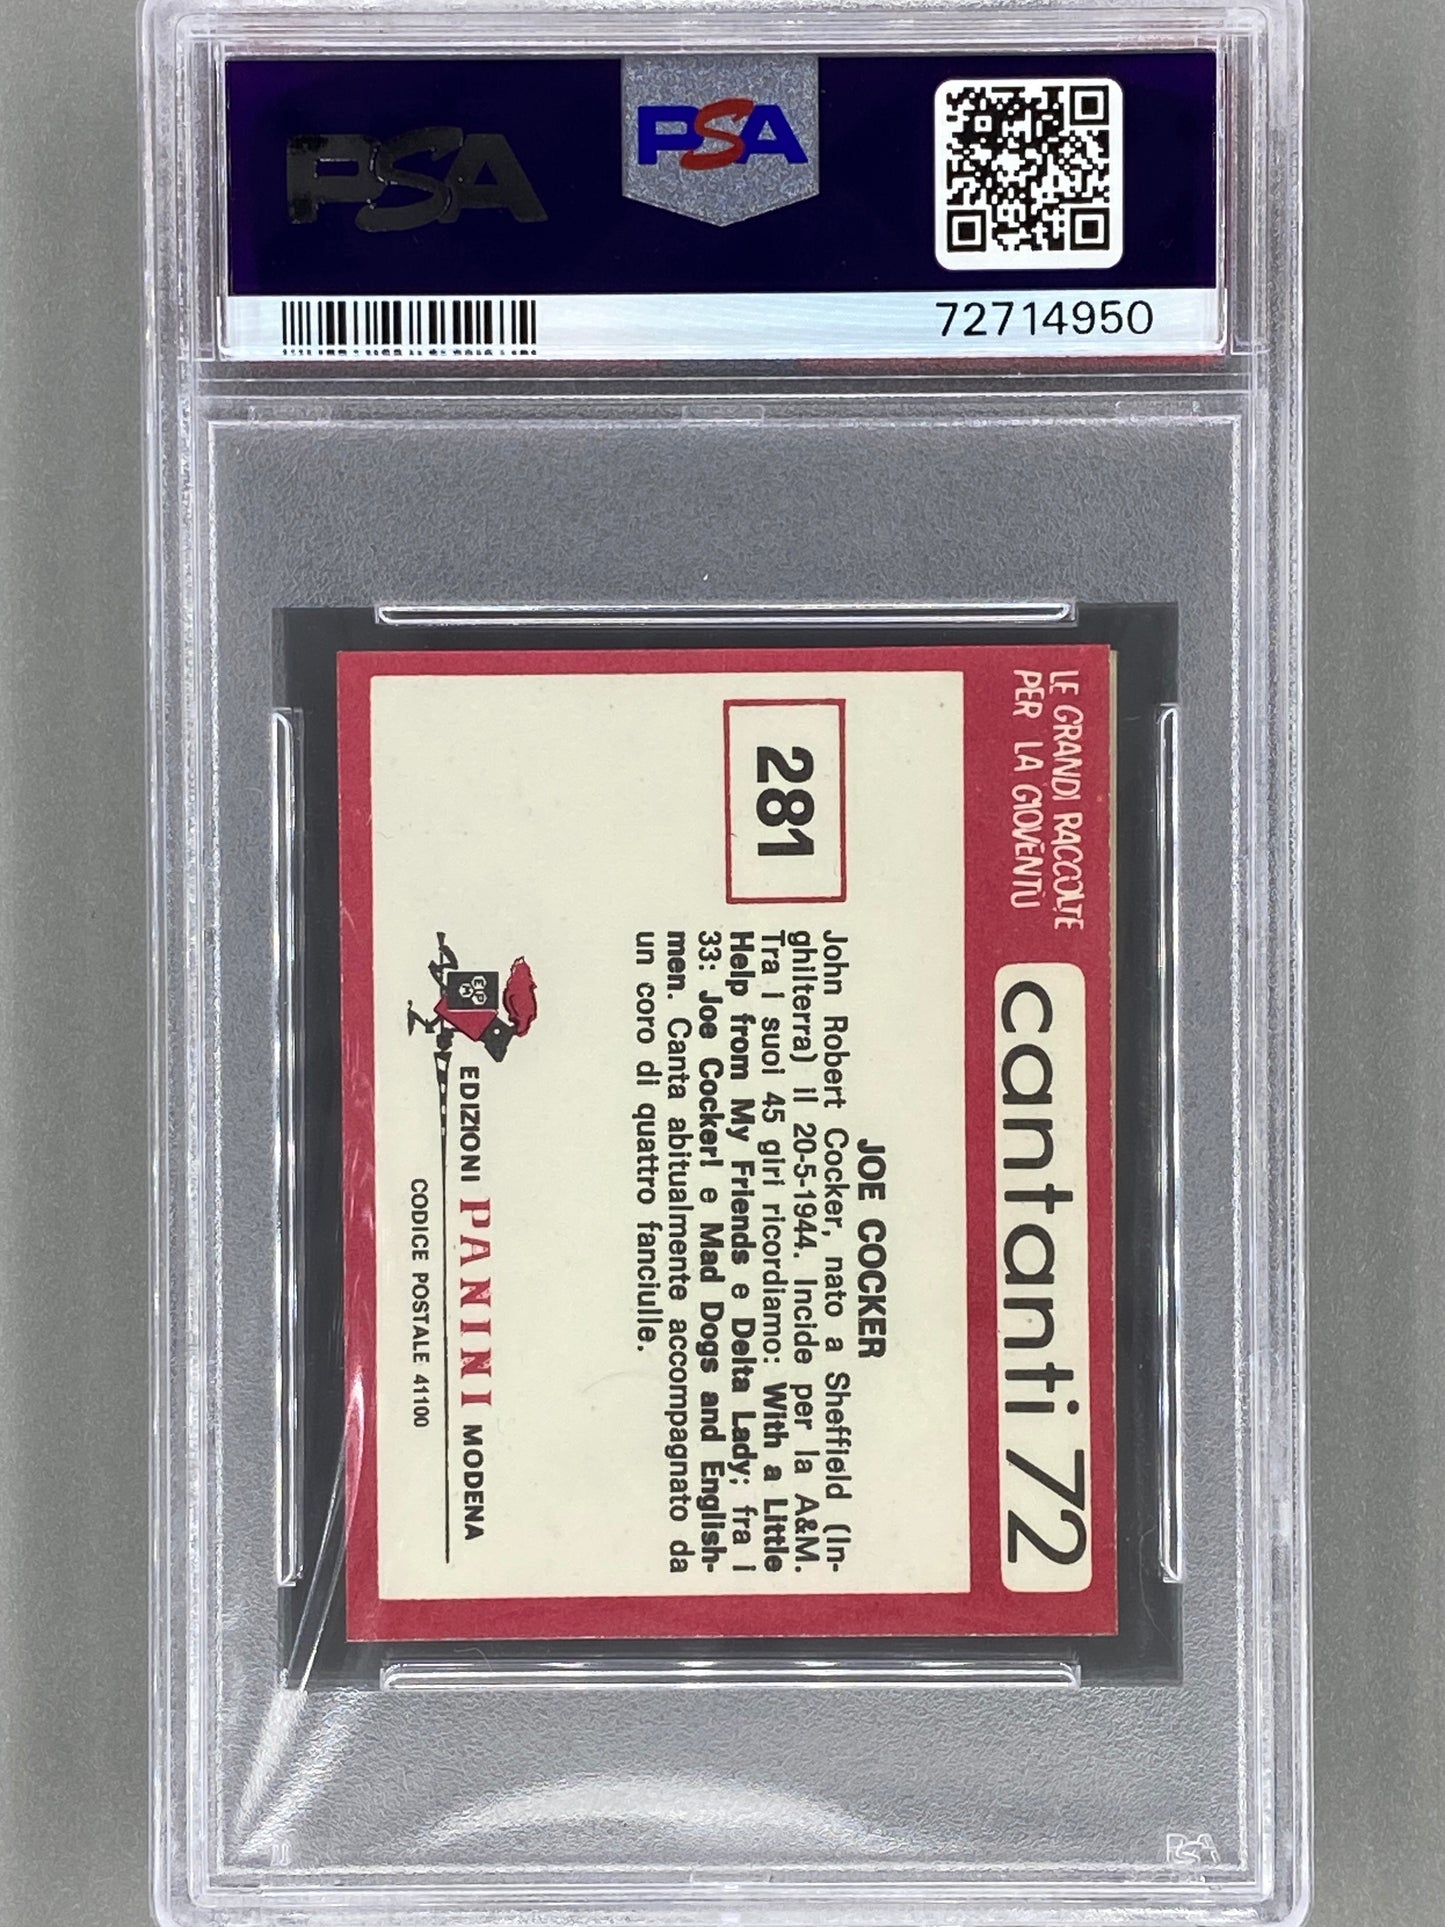 PSA
PSA
72714950
LE GRANDI RACCOLTE
PER LA GIOVENTÙ
cantanti 72
281
JOE COCKER
John Robert Cocker, nato a Sheffield (In-
ghilterra) il 20-5-1944. Incide per la A&M.
Tra i suoi 45 giri ricordiamo: With a Little
Help from My Friends e Delta Lady; fra i
33: Joe Cocker! e Mad Dogs and English-
men. Canta abitualmente accompagnato da
un coro di quattro fanciulle.
EDIZIONI PANINI MODENA
CODICE POSTALE 41100
PSA